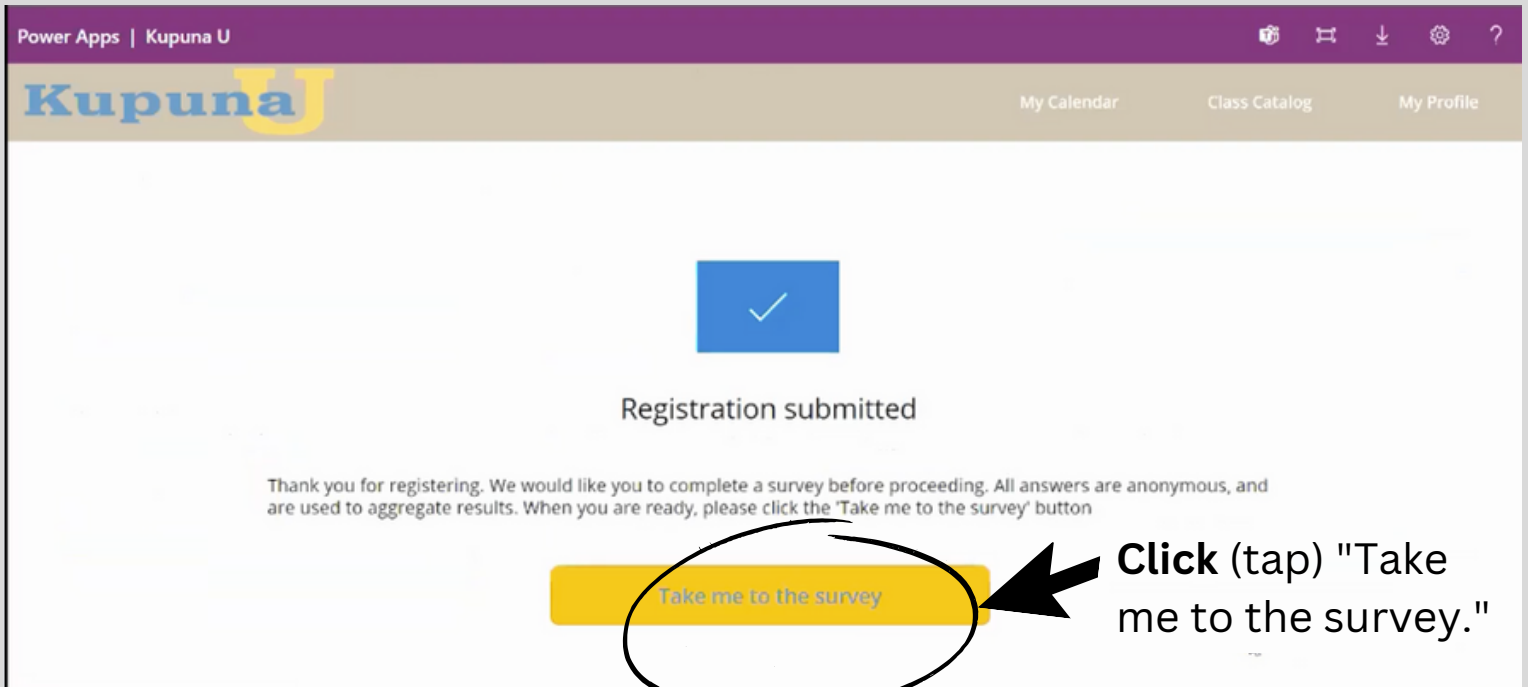 Power Apps | Kupuna U
?
Kupuna U
My Calendar Class Catalog My Profile
Registration submitted
Thank you for registering. We would like you to complete a survey before proceeding. All answers are anonymous, and
are used to aggregate results. When you are ready, please click the 'Take me to the survey' button
Take me to the survey
Click (tap) "Take
me to the survey."